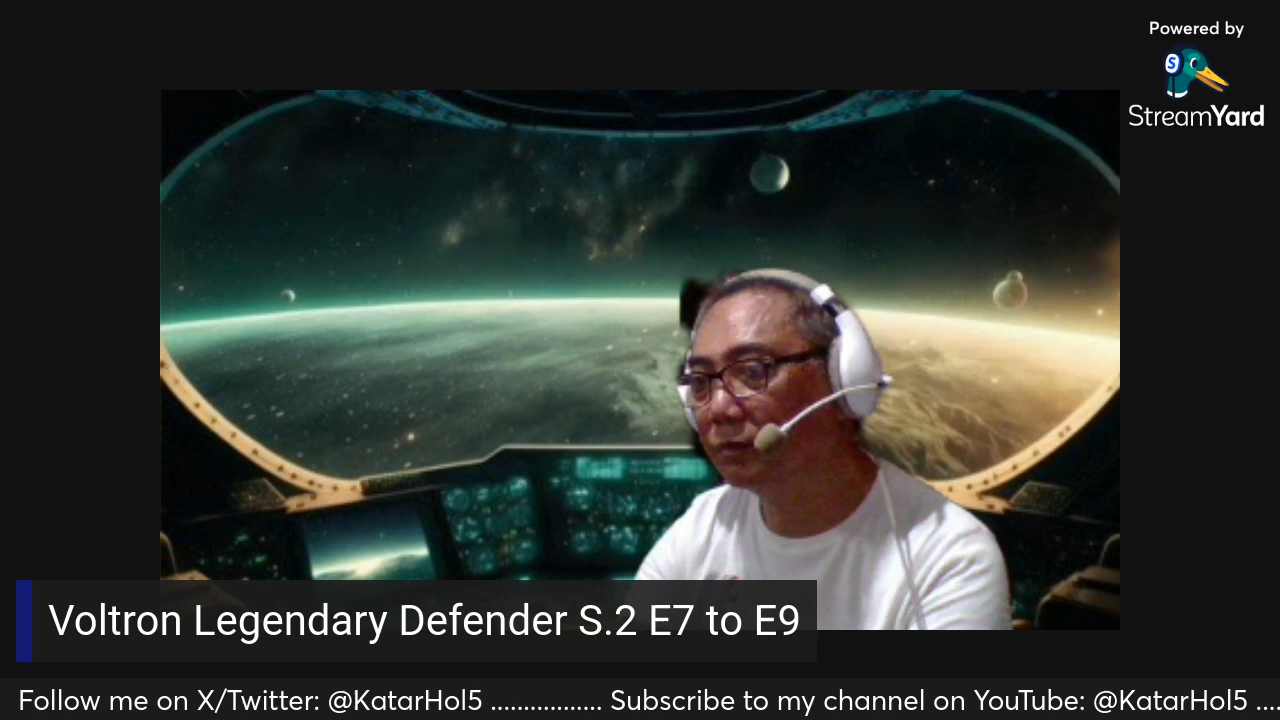 Powered by
S
StreamYard
Voltron Legendary Defender S.2 E7 to E9
Follow me on X/Twitter: @KatarHol5 ................. Subscribe to my channel on YouTube: @KatarHol5 ....